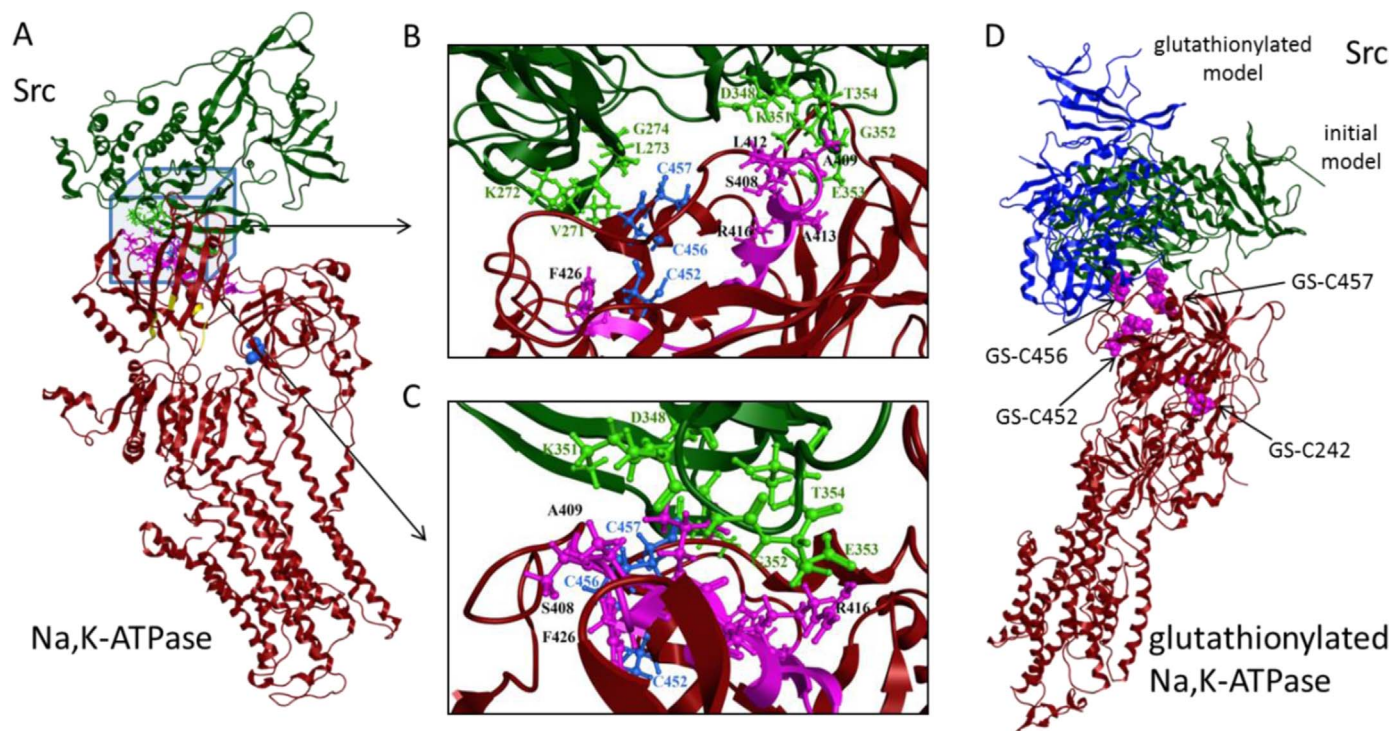 A
Src
Na,K-ATPase
B
G274
L273
K272
V271
F426
C457
C456
C452
D348
K351
T354
G352
L412
A409
S408
E353
R416
A413
C
D348
K351
T354
A409
C457
G352
E353
C456
S408
R416
F426
C452
D
glutathionylated
model
Src
initial
model
GS-C457
GS-C456
GS-C452
GS-C242
glutathionylated
Na,K-ATPase